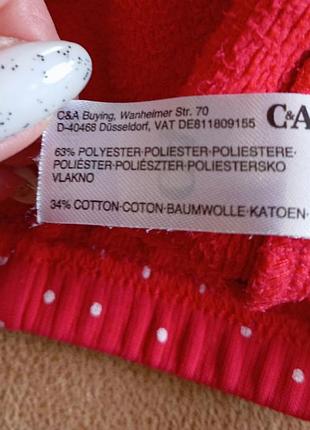 C&A Buying, Wanheimer Str. 70
D-40468 Düsseldorf, VAT DE811809155
C&A
63% POLYESTER·POLIESTER·POLIESTERE·
POLIÉSTER·POLIÉSZTER·POLIESTERSKO
VLAKNO
34% COTTON·COTON·BAUMWOLLE·KATOEN·